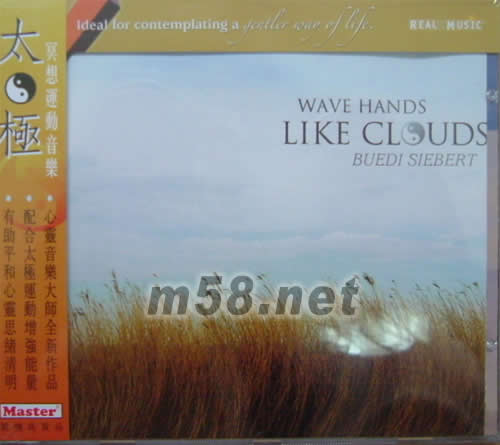 Ideal for contemplating a gentler way of life.
REAL MUSIC
WAVE HANDS
LIKE CLOUDS
BUEDI SIEBERT
太極
冥想運動音樂
• 心靈音樂大師全新作品
• 配合太極運動增強能量
• 有助平和心靈思緒清明
Master
m58.net